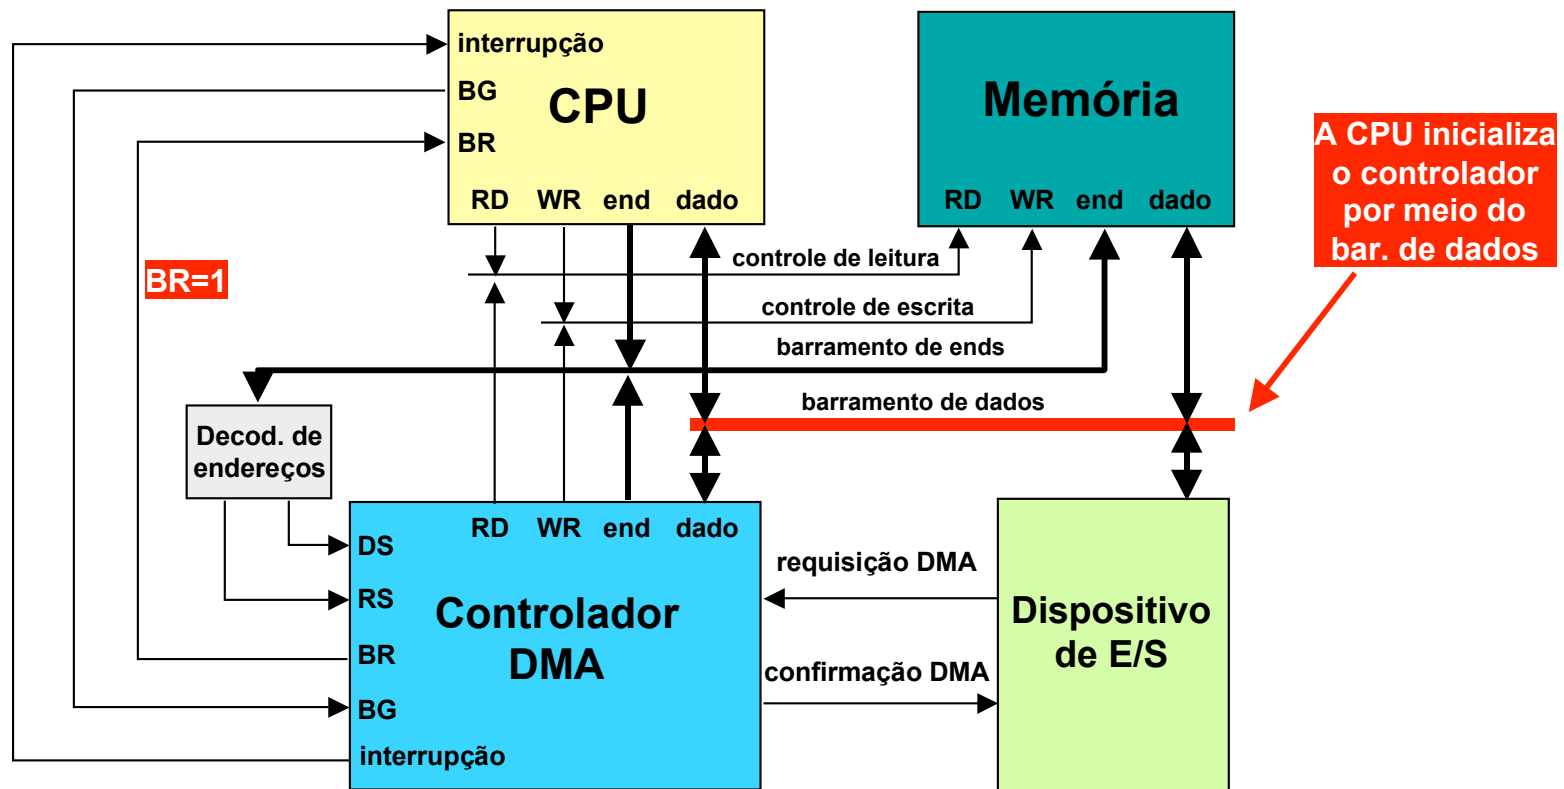 interrupção
BG
CPU
BR
RD WR end dado
Memória
RD WR end dado
A CPU inicializa
o controlador
por meio do
bar. de dados
BR=1
controle de leitura
controle de escrita
barramento de ends
barramento de dados
Decod. de
endereços
RD WR end dado
DS
RS
BR
BG
interrupção
Controlador
DMA
requisição DMA
confirmação DMA
Dispositivo
de E/S